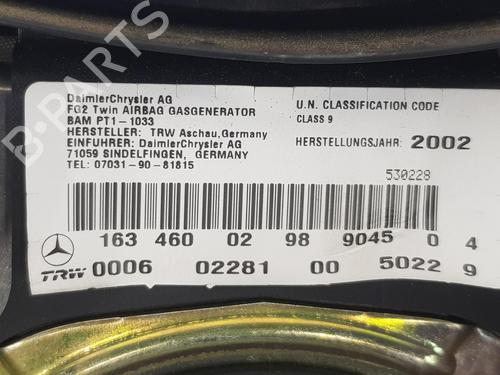 B-PARTS
DaimlerChrysler AG
FG2 Twin AIRBAG GASGENERATOR
BAM PT1-1033
HERSTELLER: TRW Aschau,Germany
EINFUHRER: DaimlerChrysler AG
71059 SINDELFINGEN, GERMANY
TEL: 07031-90-81815
U.N. CLASSIFICATION CODE
CLASS 9
HERSTELLUNGSJAHR: 2002
530228
163 460 02 98 9045 0 4
TRW 0006 02281 00 5022 9